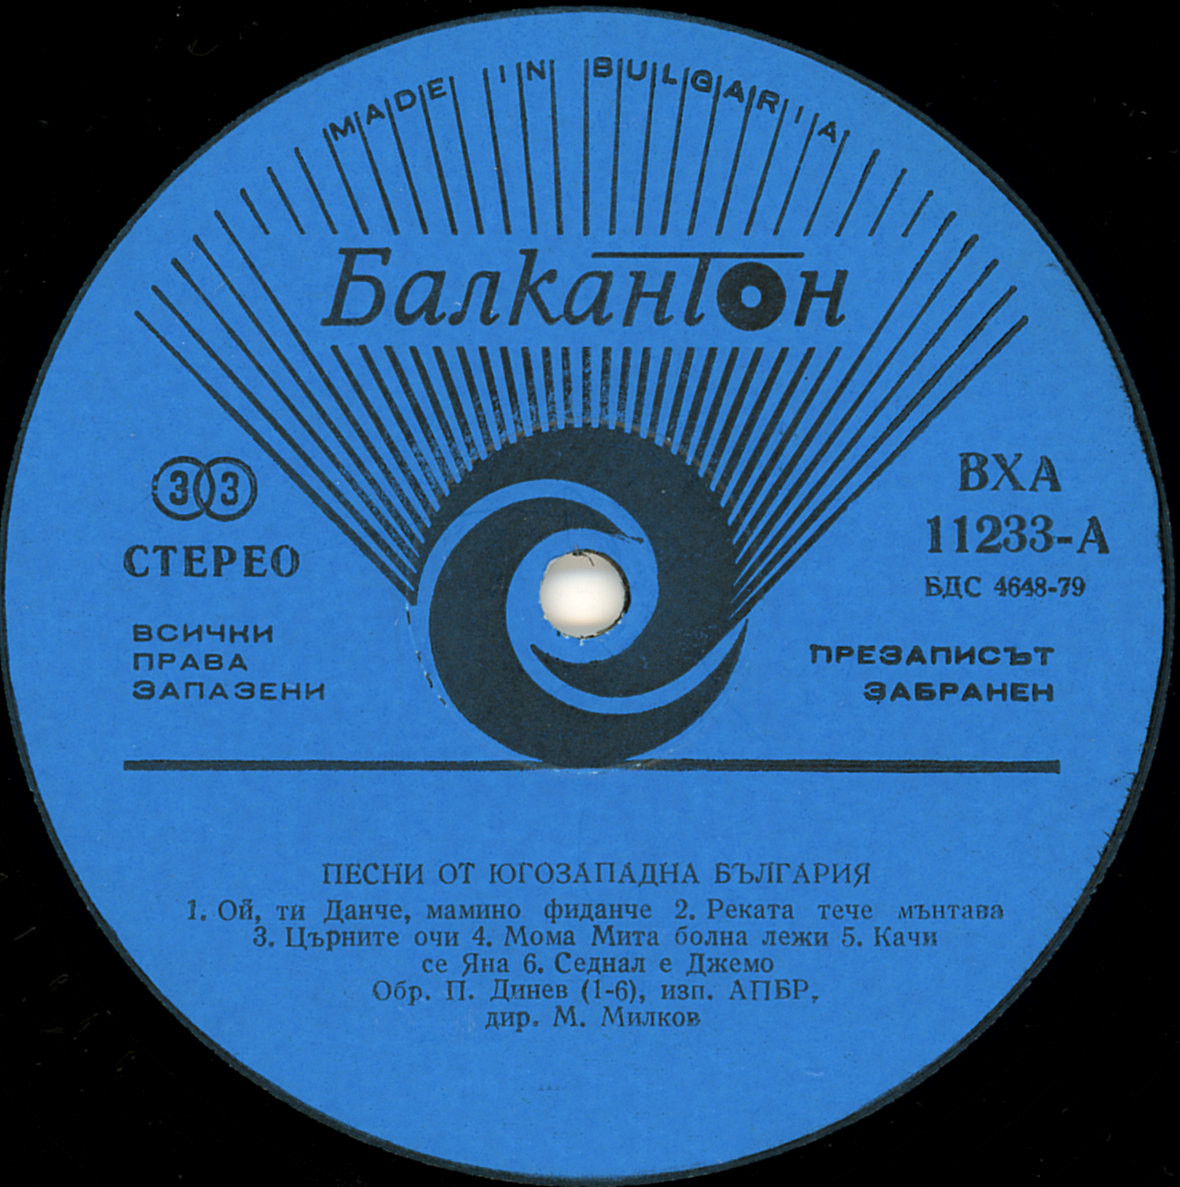 MADE IN BULGARIA
Балкантон
33
СТЕРЕО
ВСИЧКИ
ПРАВА
ЗАПАЗЕНИ
ВХА
11233-А
БДС 4648-79
ПРЕЗАПИСЪТ
ЗАБРАНЕН
ПЕСНИ ОТ ЮГОЗАПАДНА БЪЛГАРИЯ
1. Ой, ти Данче, мамино фиданче 2. Реката тече мънтава
3. Църните очи 4. Мома Мита болна лежи 5. Качи
се Яна 6. Седнал е Джемо
Обр. П. Динев (1-6), изп. АПБР,
дир. М. Милков